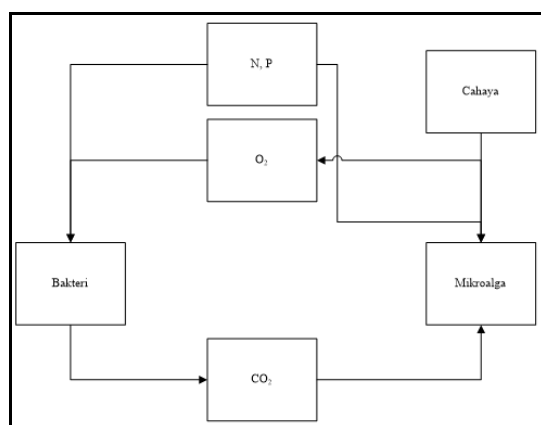 N, P
Cahaya
O₂
Bakteri
Mikroalga
CO₂